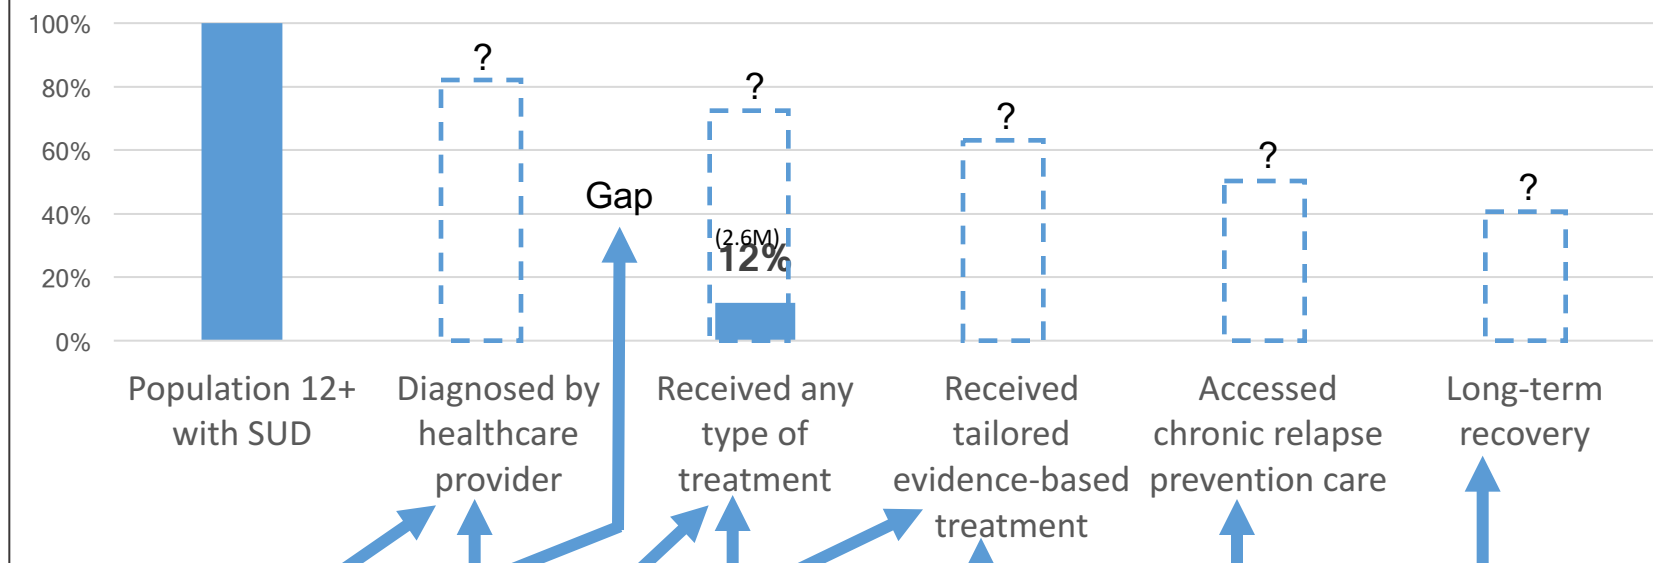 100%
80%
60%
40%
20%
0%
?
?
?
?
?
Gap
(2.6M)
12%
Population 12+
with SUD
Diagnosed by
healthcare
provider
Received any
type of
treatment
Received
tailored
evidence-based
treatment
Accessed
chronic relapse
prevention care
Long-term
recovery